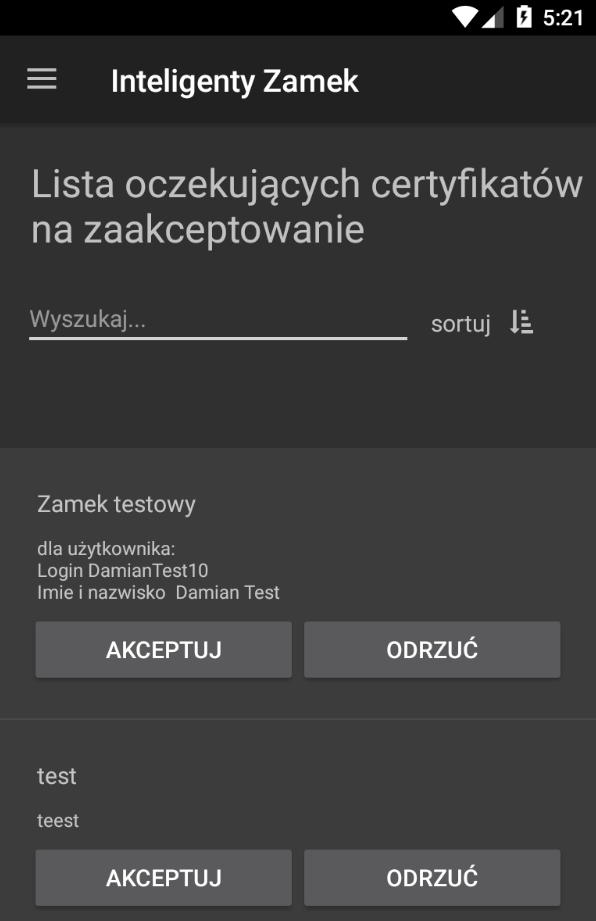 5:21
Inteligenty Zamek
Lista oczekujących certyfikatów
na zaakceptowanie
Wyszukaj...
sortuj
Zamek testowy
dla użytkownika:
Login DamianTest10
Imie i nazwisko  Damian Test
AKCEPTUJ
ODRZUĆ
test
teest
AKCEPTUJ
ODRZUĆ